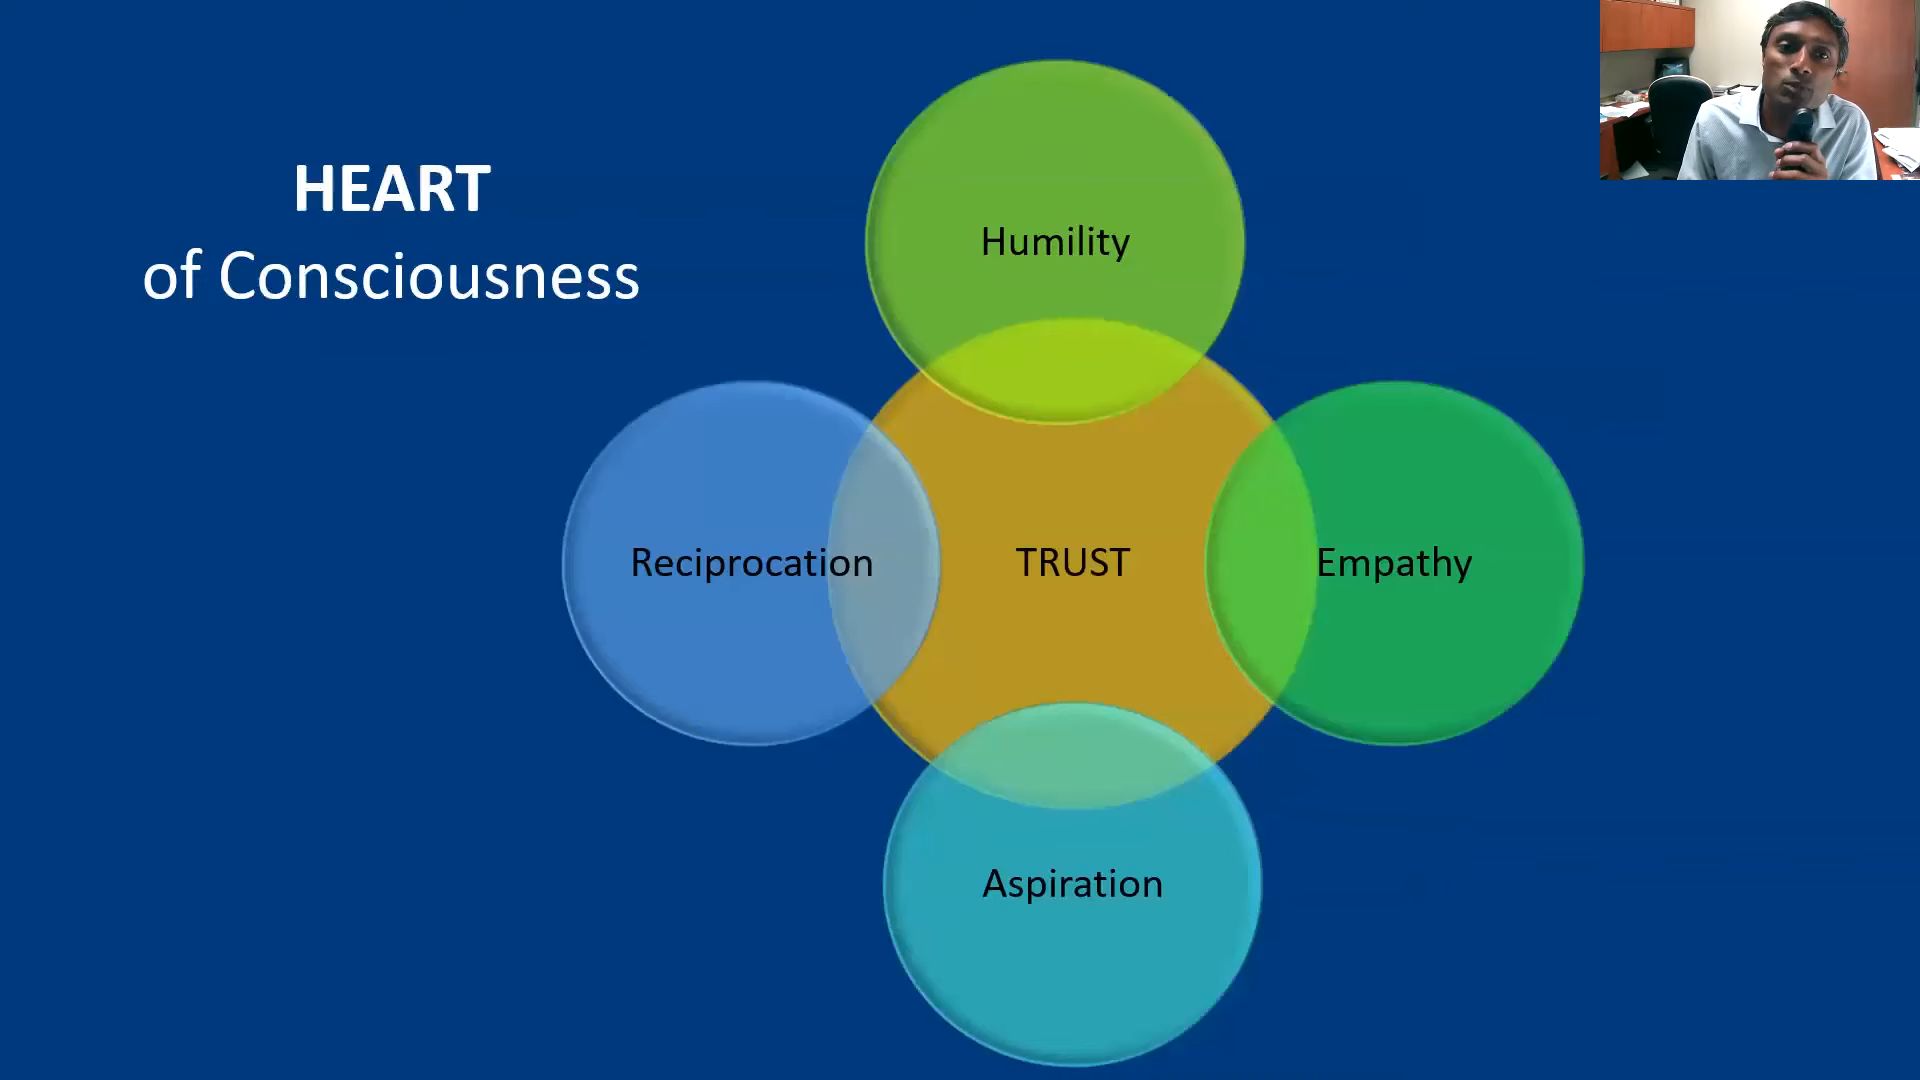 HEART
of Consciousness
Humility
Reciprocation
TRUST
Empathy
Aspiration